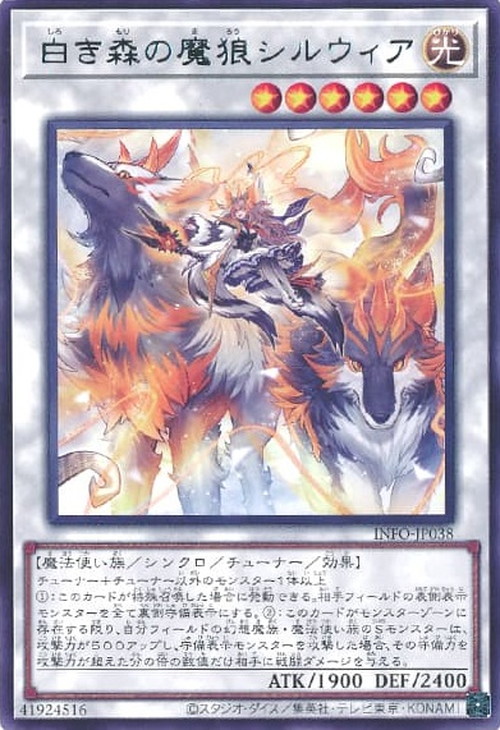 白き森の魔狼シルウィア
光
INFO-JP038
【魔法使い族／シンクロ／チューナー／効果】
チューナー＋チューナー以外のモンスター1体以上
①：このカードが特殊召喚した場合に発動できる。相手フィールドの表側表示
モンスターを全て裏側守備表示にする。②：このカードがモンスターゾーンに
存在する限り、自分フィールドの幻想魔族・魔法使い族のSモンスターは、
攻撃力が500アップし、守備表示モンスターを攻撃した場合、その守備力を
攻撃力が超えた分の倍の数値だけ相手に戦闘ダメージを与える。
ATK/1900 DEF/2400
41924516
©スタジオ・ダイス／集英社・テレビ東京・KONAMI